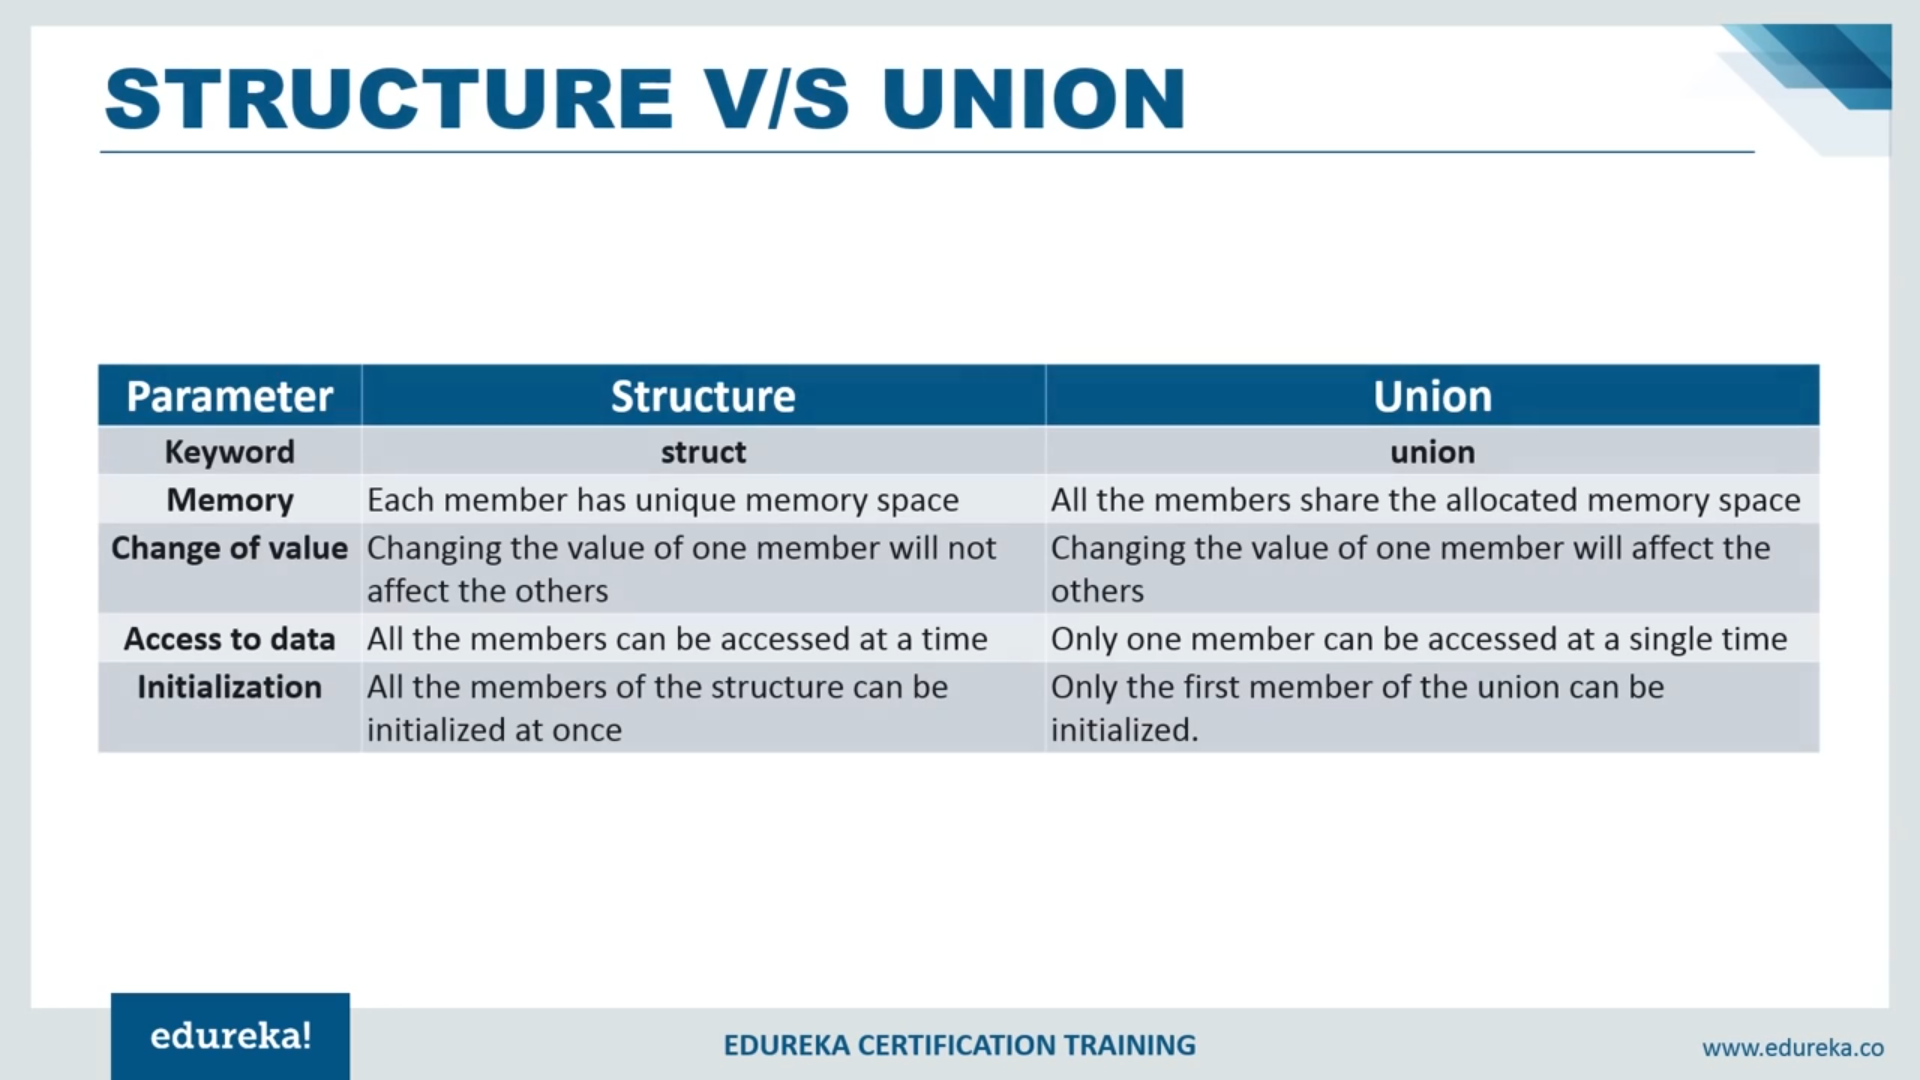 STRUCTURE V/S UNION
Parameter Structure Union
Keyword struct union
Memory Each member has unique memory space All the members share the allocated memory space
Change of value Changing the value of one member will not Changing the value of one member will affect the
affect the others others
Access to data All the members can be accessed at a time Only one member can be accessed at a single time
Initialization All the members of the structure can be Only the first member of the union can be
initialized at once initialized.
edureka! EDUREKA CERTIFICATION TRAINING www.edureka.co